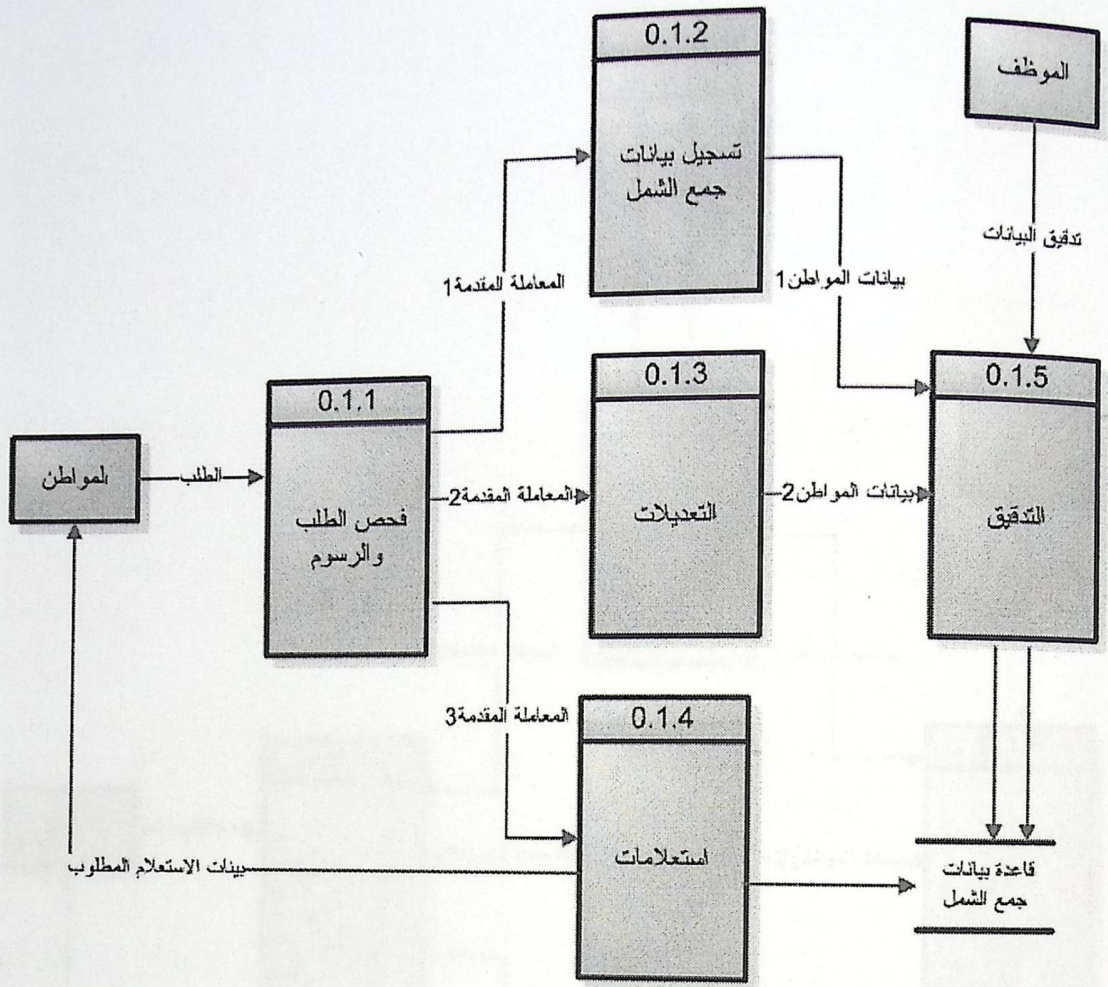 0.1.2
تسجيل بيانات
جمع الشمل
الموظف
تدقيق البيانات
المعاملة المقدمة1
بيانات المواطن1
0.1.1
فحص الطلب
والرسوم
0.1.3
التعديلات
0.1.5
التدقيق
لمواطن
الطلب
المعاملة المقدمة2
بيانات المواطن2
المعاملة المقدمة3
0.1.4
استعلامات
بينات الاستعلام المطلوب
قاعدة بيانات
جمع الشمل